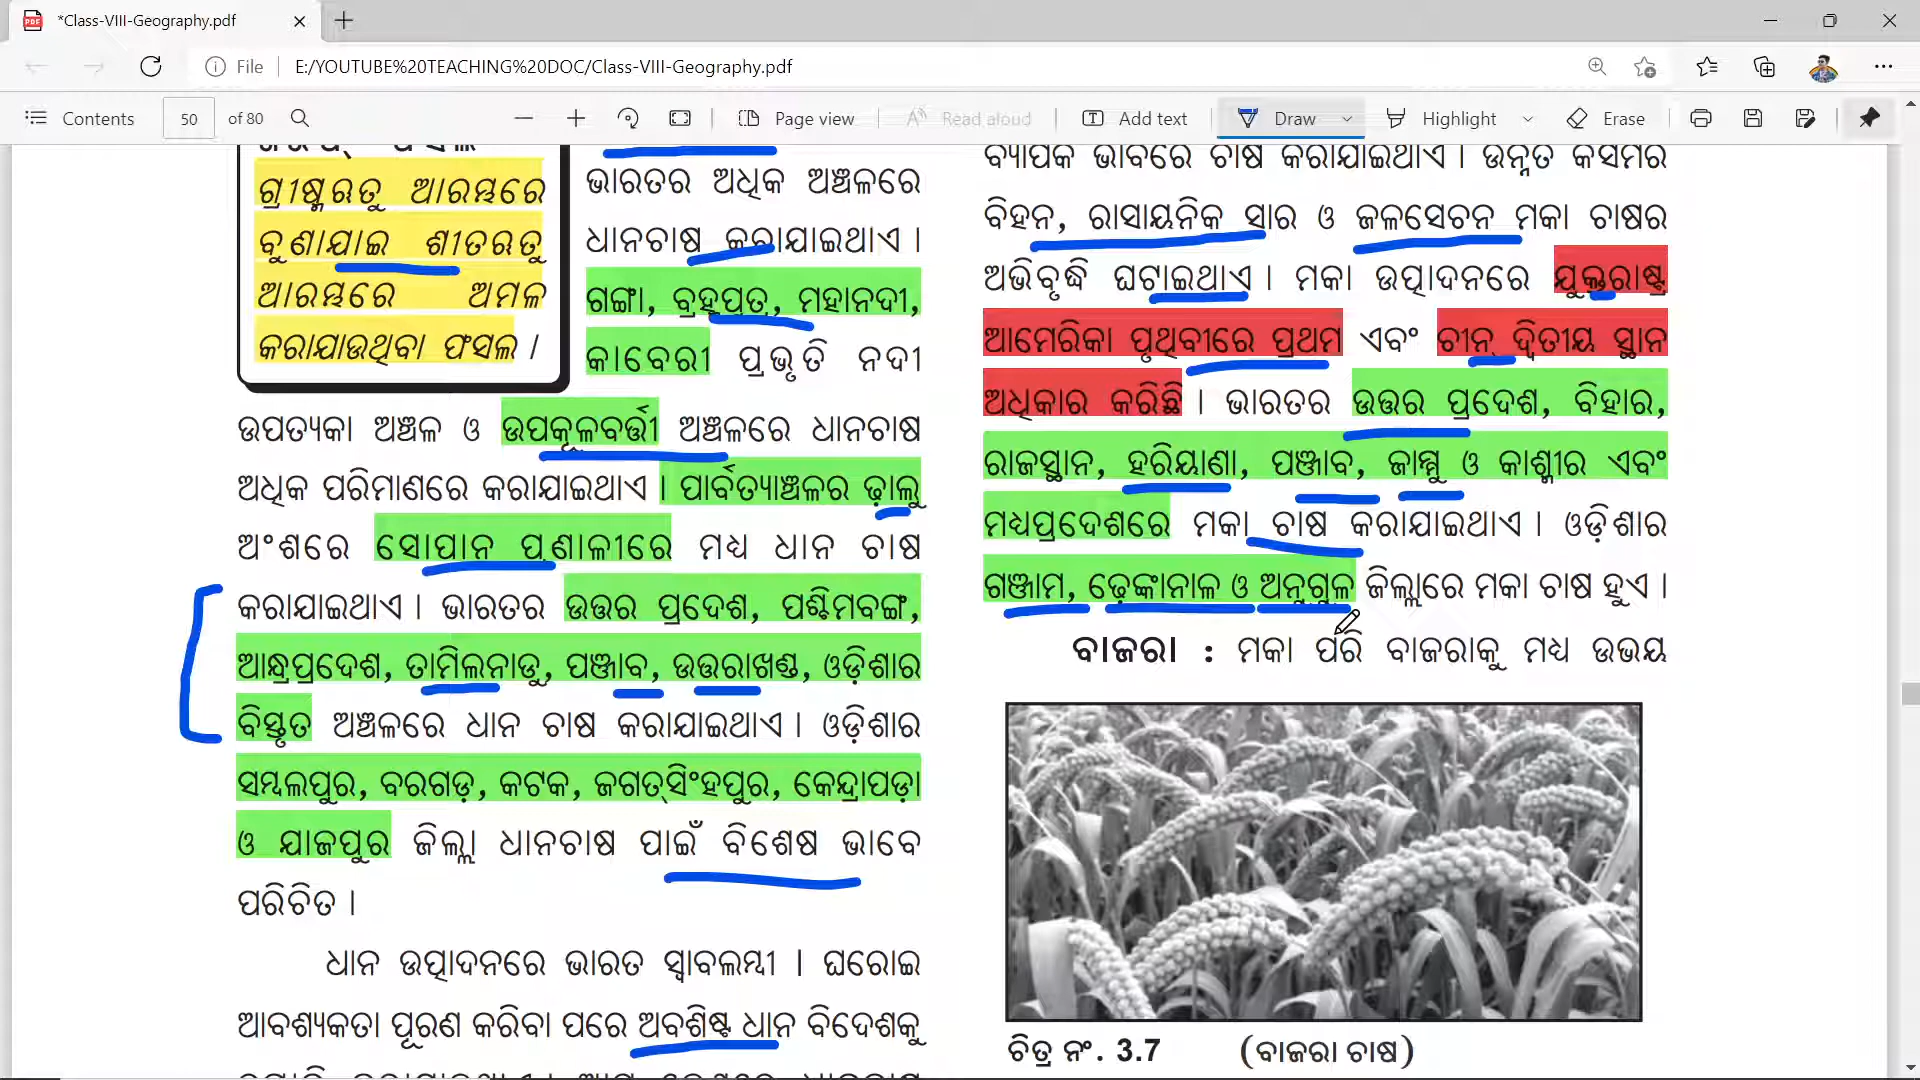 *Class-VIII-Geography.pdf
File
E:/YOUTUBE%20TEACHING%20DOC/Class-VIII-Geography.pdf
Contents
50
of 80
Page view
Read aloud
Add text
Draw
Highlight
Erase
ଗ୍ରୀଷ୍ମଋତୁ ଆରମ୍ଭରେ
ବୁଣାଯାଇ ଶୀତଋତୁ
ଆରମ୍ଭରେ ଅମଳ
କରାଯାଉଥିବା ଫସଲ ।
ଭାରତର ଅଧିକ ଅଞ୍ଚଳରେ
ଧାନଚାଷ କରାଯାଇଥାଏ ।
ଗଙ୍ଗା, ବ୍ରହ୍ମପୁତ୍ର, ମହାନଦୀ,
କାବେରୀ ପ୍ରଭୃତି ନଦୀ
ଉପତ୍ୟକା ଅଞ୍ଚଳ ଓ ଉପକୂଳବର୍ତ୍ତୀ ଅଞ୍ଚଳରେ ଧାନଚାଷ
ଅଧିକ ପରିମାଣରେ କରାଯାଇଥାଏ । ପାର୍ବତ୍ୟାଞ୍ଚଳର ଢ଼ାଲୁ
ଅଂଶରେ ସୋପାନ ପ୍ରଣାଳୀରେ ମଧ୍ୟ ଧାନ ଚାଷ
କରାଯାଇଥାଏ । ଭାରତର ଉତ୍ତର ପ୍ରଦେଶ, ପଶ୍ଚିମବଙ୍ଗ,
ଆନ୍ଧ୍ରପ୍ରଦେଶ, ତାମିଲନାଡୁ, ପଞ୍ଜାବ, ଉତ୍ତରାଖଣ୍ଡ, ଓଡ଼ିଶାର
ବିସ୍ତୃତ ଅଞ୍ଚଳରେ ଧାନ ଚାଷ କରାଯାଇଥାଏ । ଓଡ଼ିଶାର
ସମ୍ବଲପୁର, ବରଗଡ଼, କଟକ, ଜଗତ୍‌ସିଂହପୁର, କେନ୍ଦ୍ରାପଡ଼ା
ଓ ଯାଜପୁର ଜିଲ୍ଲା ଧାନଚାଷ ପାଇଁ ବିଶେଷ ଭାବେ
ପରିଚିତ ।
ଧାନ ଉତ୍ପାଦନରେ ଭାରତ ସ୍ୱାବଲମ୍ବୀ । ଘରୋଇ
ଆବଶ୍ୟକତା ପୂରଣ କରିବା ପରେ ଅବଶିଷ୍ଟ ଧାନ ବିଦେଶକୁ
ବ୍ୟାପକ ଭାବରେ ଚାଷ କରାଯାଇଥାଏ । ଉନ୍ନତ କିସମର
ବିହନ, ରାସାୟନିକ ସାର ଓ ଜଳସେଚନ ମକା ଚାଷର
ଅଭିବୃଦ୍ଧି ଘଟାଇଥାଏ । ମକା ଉତ୍ପାଦନରେ ଯୁକ୍ତରାଷ୍ଟ୍ର
ଆମେରିକା ପୃଥିବୀରେ ପ୍ରଥମ ଏବଂ ଚୀନ୍ ଦ୍ୱିତୀୟ ସ୍ଥାନ
ଅଧିକାର କରିଛି । ଭାରତର ଉତ୍ତର ପ୍ରଦେଶ, ବିହାର,
ରାଜସ୍ଥାନ, ହରିୟାଣା, ପଞ୍ଜାବ, ଜାମ୍ମୁ ଓ କାଶ୍ମୀର ଏବଂ
ମଧ୍ୟପ୍ରଦେଶରେ ମକା ଚାଷ କରାଯାଇଥାଏ । ଓଡ଼ିଶାର
ଗଞ୍ଜାମ, ଢ଼େଙ୍କାନାଳ ଓ ଅନୁଗୁଳ ଜିଲ୍ଲାରେ ମକା ଚାଷ ହୁଏ ।
ବାଜରା : ମକା ପରି ବାଜରାକୁ ମଧ୍ୟ ଉଭୟ
ଚିତ୍ର ନଂ. 3.7 (ବାଜରା ଚାଷ)